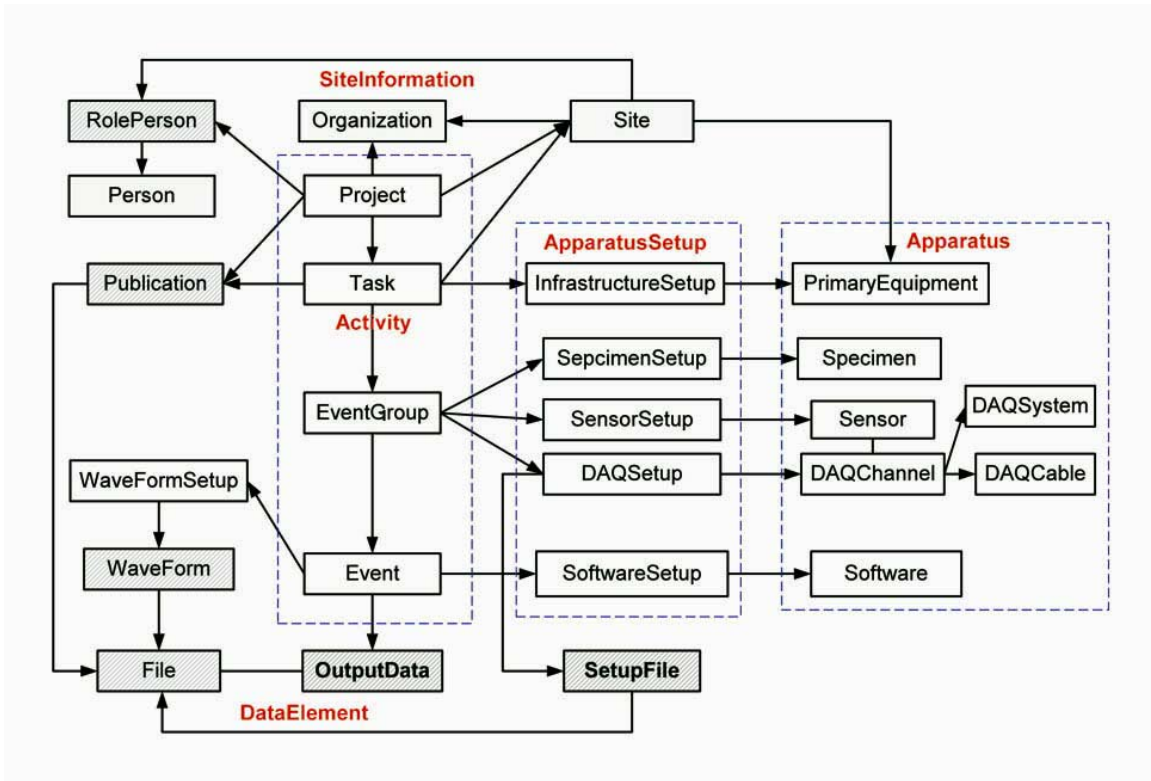 SiteInformation
RolePerson
Organization
Site
Person
Project
ApparatusSetup
Apparatus
Publication
Task
InfrastructureSetup
PrimaryEquipment
Activity
SepcimenSetup
Specimen
EventGroup
SensorSetup
Sensor
DAQSystem
WaveFormSetup
DAQSetup
DAQChannel
DAQCable
WaveForm
Event
SoftwareSetup
Software
File
OutputData
SetupFile
DataElement